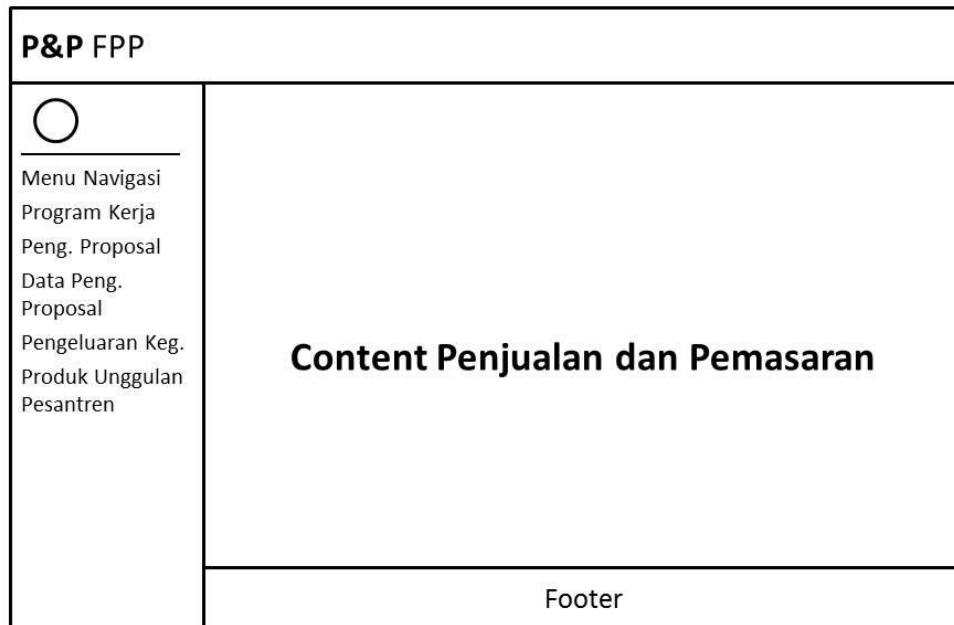 P&P FPP
Menu Navigasi
Program Kerja
Peng. Proposal
Data Peng.
Proposal
Pengeluaran Keg.
Produk Unggulan
Pesantren
Content Penjualan dan Pemasaran
Footer